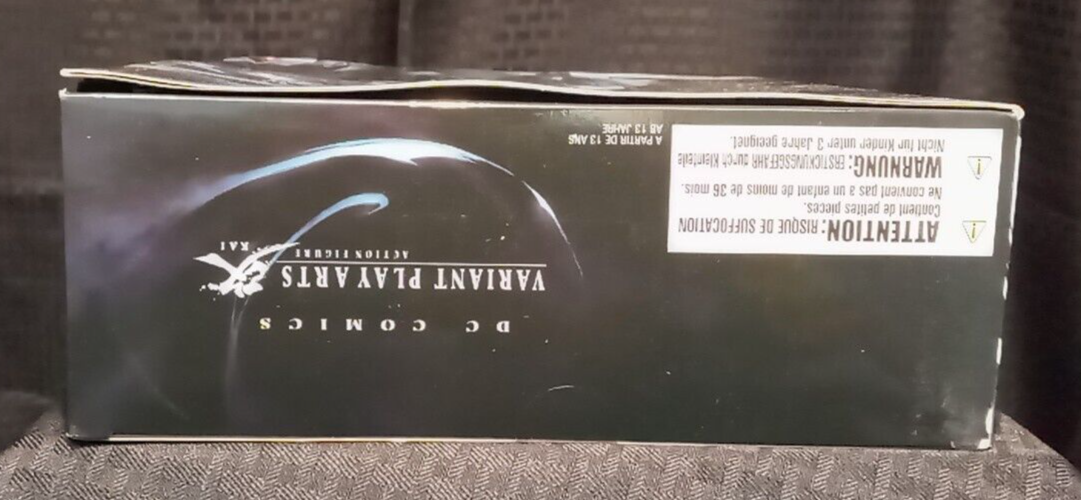 DC COMICS
VARIANT PLAY ARTS
ACTION FIGURE
KAI
ATTENTION: RISQUE DE SUFFOCATION
Contient de petites pieces.
Ne convient pas a un enfant de moins de 36 mois.
WARNUNG: ERSTICKUNGSGEFAHR durch Kleinteile
Nicht fur Kinder unter 3 Jahre geeignet.
A PARTIR DE 13 ANS
AB 13 JAHRE